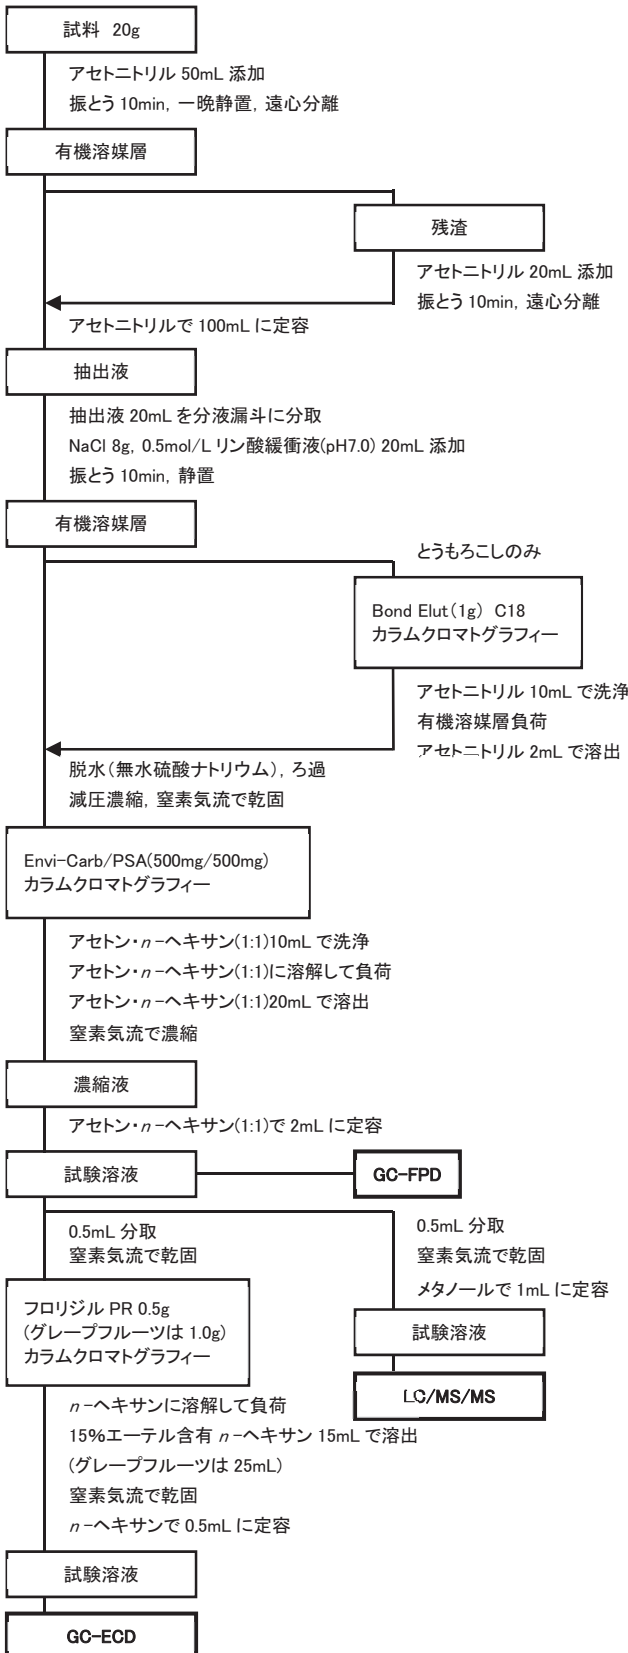 試料 20g
アセトニトリル 50mL 添加
振とう 10min, 一晩静置, 遠心分離
有機溶媒層
残渣
アセトニトリル 20mL 添加
振とう 10min, 遠心分離
アセトニトリルで 100mL に定容
抽出液
抽出液 20mL を分液漏斗に分取
NaCl 8g, 0.5mol/L リン酸緩衝液(pH7.0) 20mL 添加
振とう 10min, 静置
有機溶媒層
とうもろこしのみ
Bond Elut(1g) C18
カラムクロマトグラフィー
アセトニトリル 10mL で洗浄
有機溶媒層負荷
アセトニトリル 2mL で溶出
脱水(無水硫酸ナトリウム), ろ過
減圧濃縮, 窒素気流で乾固
Envi-Carb/PSA(500mg/500mg)
カラムクロマトグラフィー
アセトン・n-ヘキサン(1:1)10mL で洗浄
アセトン・n-ヘキサン(1:1)に溶解して負荷
アセトン・n-ヘキサン(1:1)20mL で溶出
窒素気流で濃縮
濃縮液
アセトン・n-ヘキサン(1:1)で 2mL に定容
試験溶液
GC-FPD
0.5mL 分取
窒素気流で乾固
0.5mL 分取
窒素気流で乾固
メタノールで 1mL に定容
フロリジル PR 0.5g
(グレープフルーツは 1.0g)
カラムクロマトグラフィー
試験溶液
LC/MS/MS
n-ヘキサンに溶解して負荷
15%エーテル含有 n-ヘキサン 15mL で溶出
(グレープフルーツは 25mL)
窒素気流で乾固
n-ヘキサンで 0.5mL に定容
試験溶液
GC-ECD